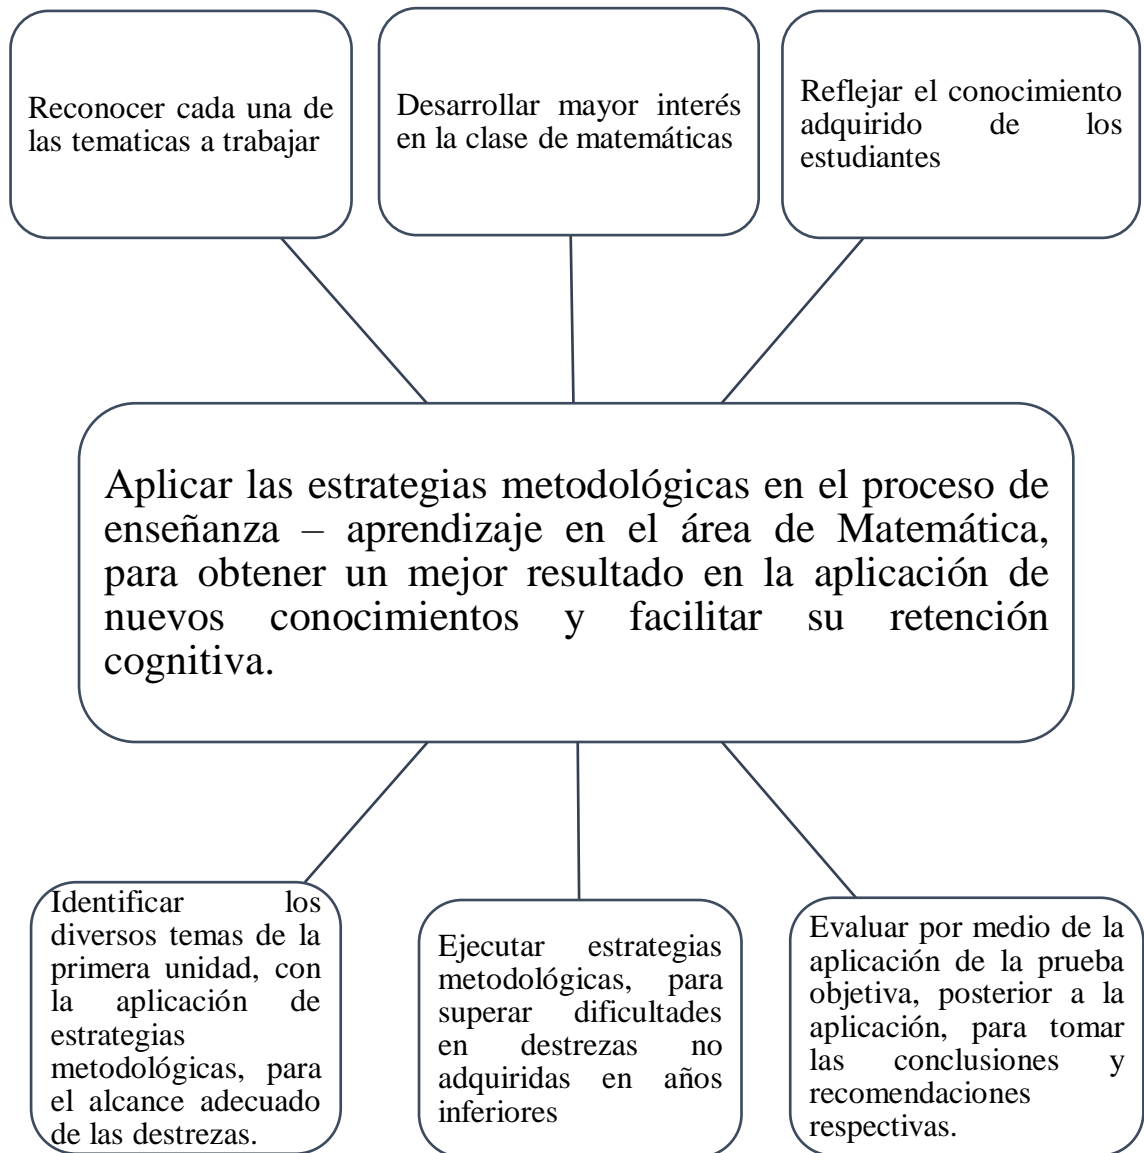 Reconocer cada una de
las tematicas a trabajar
Desarrollar mayor interés
en la clase de matemáticas
Reflejar el conocimiento
adquirido de los
estudiantes
Aplicar las estrategias metodológicas en el proceso de
enseñanza – aprendizaje en el área de Matemática,
para obtener un mejor resultado en la aplicación de
nuevos conocimientos y facilitar su retención
cognitiva.
Identificar los
diversos temas de la
primera unidad, con
la aplicación de
estrategias
metodológicas, para
el alcance adecuado
de las destrezas.
Ejecutar estrategias
metodológicas, para
superar dificultades
en destrezas no
adquiridas en años
inferiores
Evaluar por medio de la
aplicación de la prueba
objetiva, posterior a la
aplicación, para tomar
las conclusiones y
recomendaciones
respectivas.